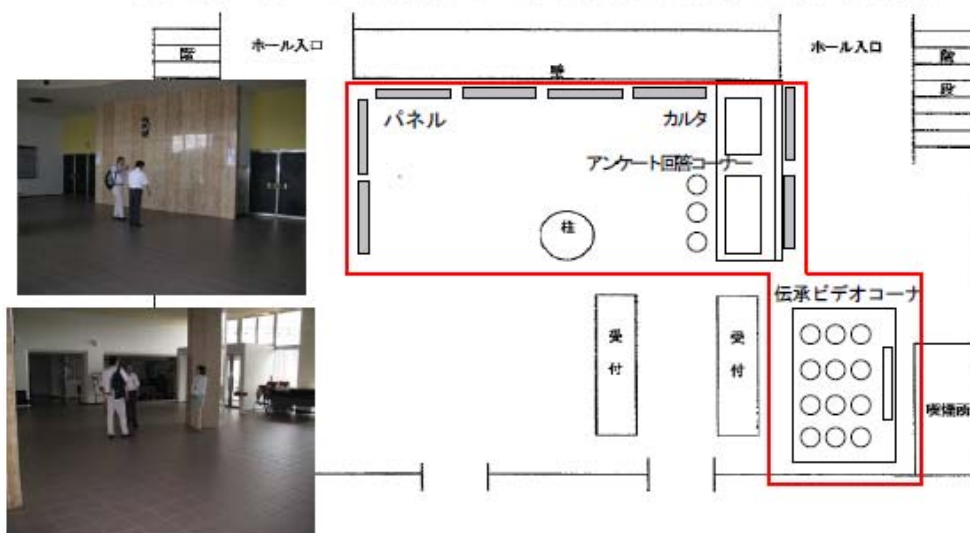 ホール入口
ホール入口
階
階
段
壁
パネル
カルタ
アンケート回答コーナー
柱
伝承ビデオコーナ
受付
受付
喫煙所